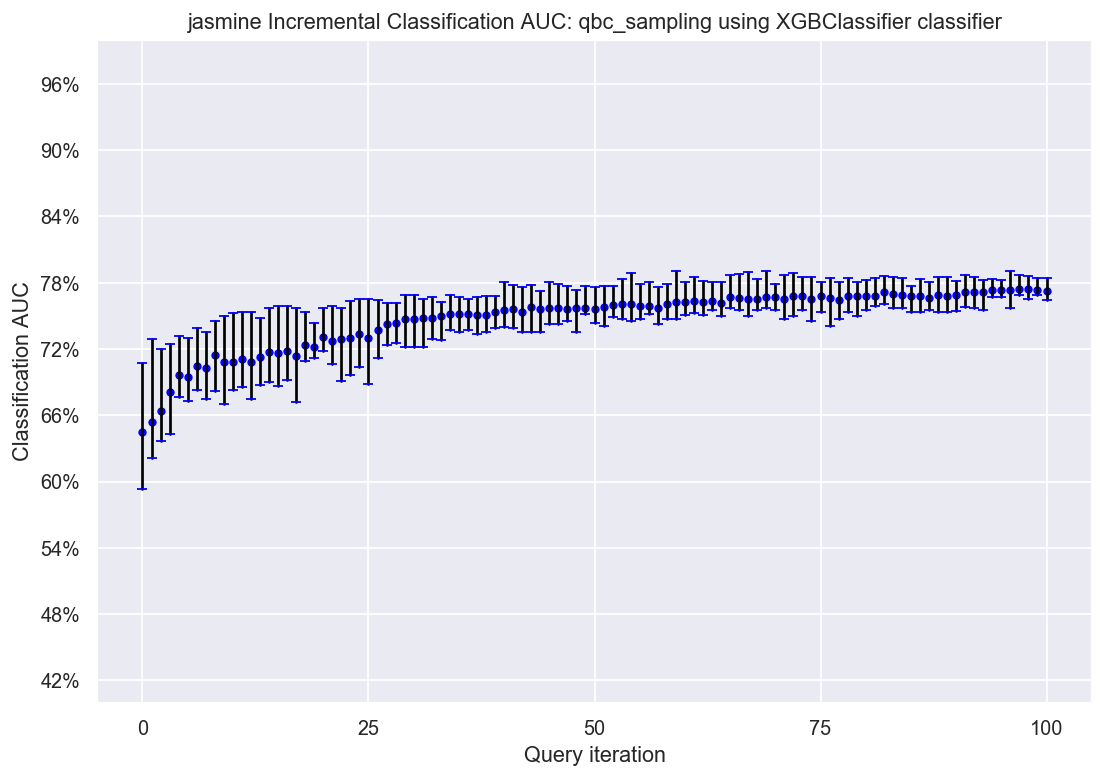 jasmine Incremental Classification AUC: qbc_sampling using XGBClassifier classifier
96%
90%
84%
78%
72%
66%
60%
54%
48%
42%
Classification AUC
0 25 50 75 100
Query iteration